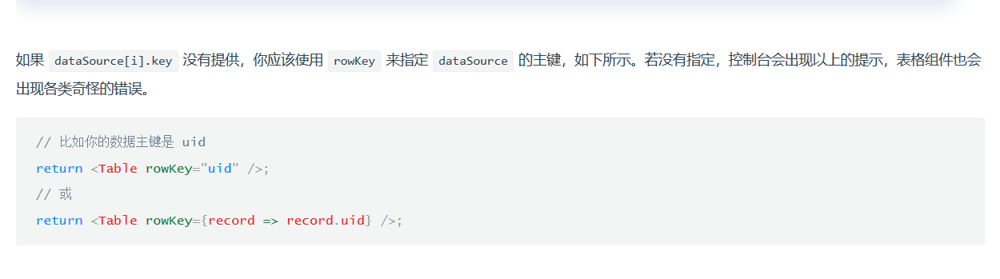 如果 dataSource[i].key 没有提供，你应该使用 rowKey 来指定 dataSource 的主键，如下所示。若没有指定，控制台会出现以上的提示，表格组件也会
出现各类奇怪的错误。
// 比如你的数据主键是 uid
return <Table rowKey="uid" />;
// 或
return <Table rowKey={record => record.uid} />;